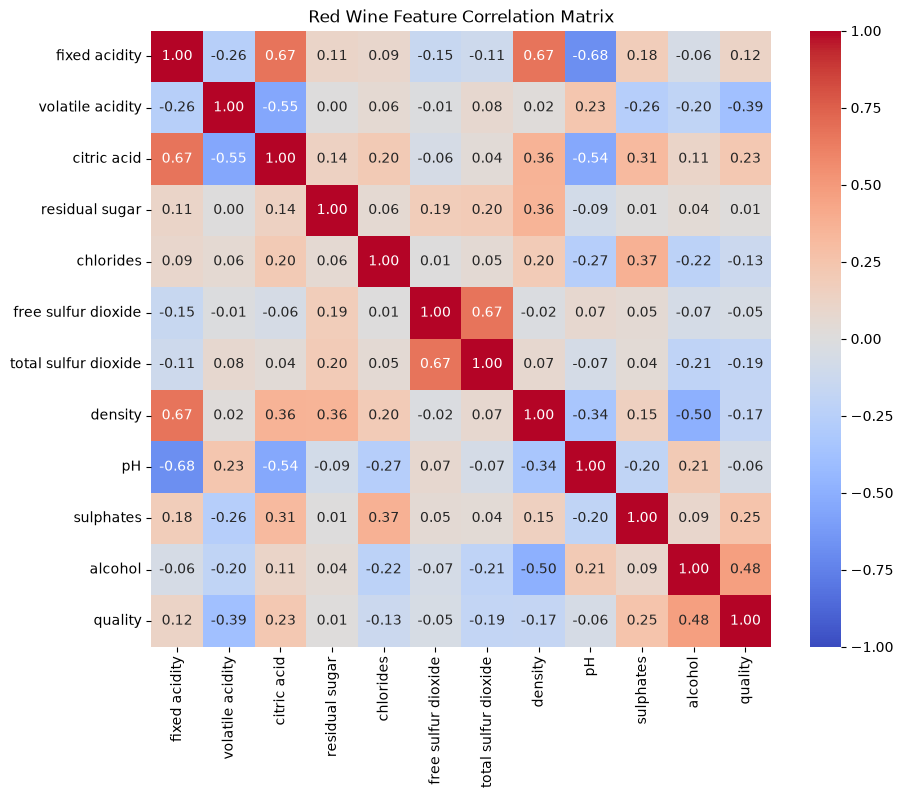 Red Wine Feature Correlation Matrix
fixed acidity 1.00 -0.26 0.67 0.11 0.09 -0.15 -0.11 0.67 -0.68 0.18 -0.06 0.12
volatile acidity -0.26 1.00 -0.55 0.00 0.06 -0.01 0.08 0.02 0.23 -0.26 -0.20 -0.39
citric acid 0.67 -0.55 1.00 0.14 0.20 -0.06 0.04 0.36 -0.54 0.31 0.11 0.23
residual sugar 0.11 0.00 0.14 1.00 0.06 0.19 0.20 0.36 -0.09 0.01 0.04 0.01
chlorides 0.09 0.06 0.20 0.06 1.00 0.01 0.05 0.20 -0.27 0.37 -0.22 -0.13
free sulfur dioxide -0.15 -0.01 -0.06 0.19 0.01 1.00 0.67 -0.02 0.07 0.05 -0.07 -0.05
total sulfur dioxide -0.11 0.08 0.04 0.20 0.05 0.67 1.00 0.07 -0.07 0.04 -0.21 -0.19
density 0.67 0.02 0.36 0.36 0.20 -0.02 0.07 1.00 -0.34 0.15 -0.50 -0.17
pH -0.68 0.23 -0.54 -0.09 -0.27 0.07 -0.07 -0.34 1.00 -0.20 0.21 -0.06
sulphates 0.18 -0.26 0.31 0.01 0.37 0.05 0.04 0.15 -0.20 1.00 0.09 0.25
alcohol -0.06 -0.20 0.11 0.04 -0.22 -0.07 -0.21 -0.50 0.21 0.09 1.00 0.48
quality 0.12 -0.39 0.23 0.01 -0.13 -0.05 -0.19 -0.17 -0.06 0.25 0.48 1.00
fixed acidity
volatile acidity
citric acid
residual sugar
chlorides
free sulfur dioxide
total sulfur dioxide
density
pH
sulphates
alcohol
quality
1.00
0.75
0.50
0.25
0.00
−0.25
−0.50
−0.75
−1.00